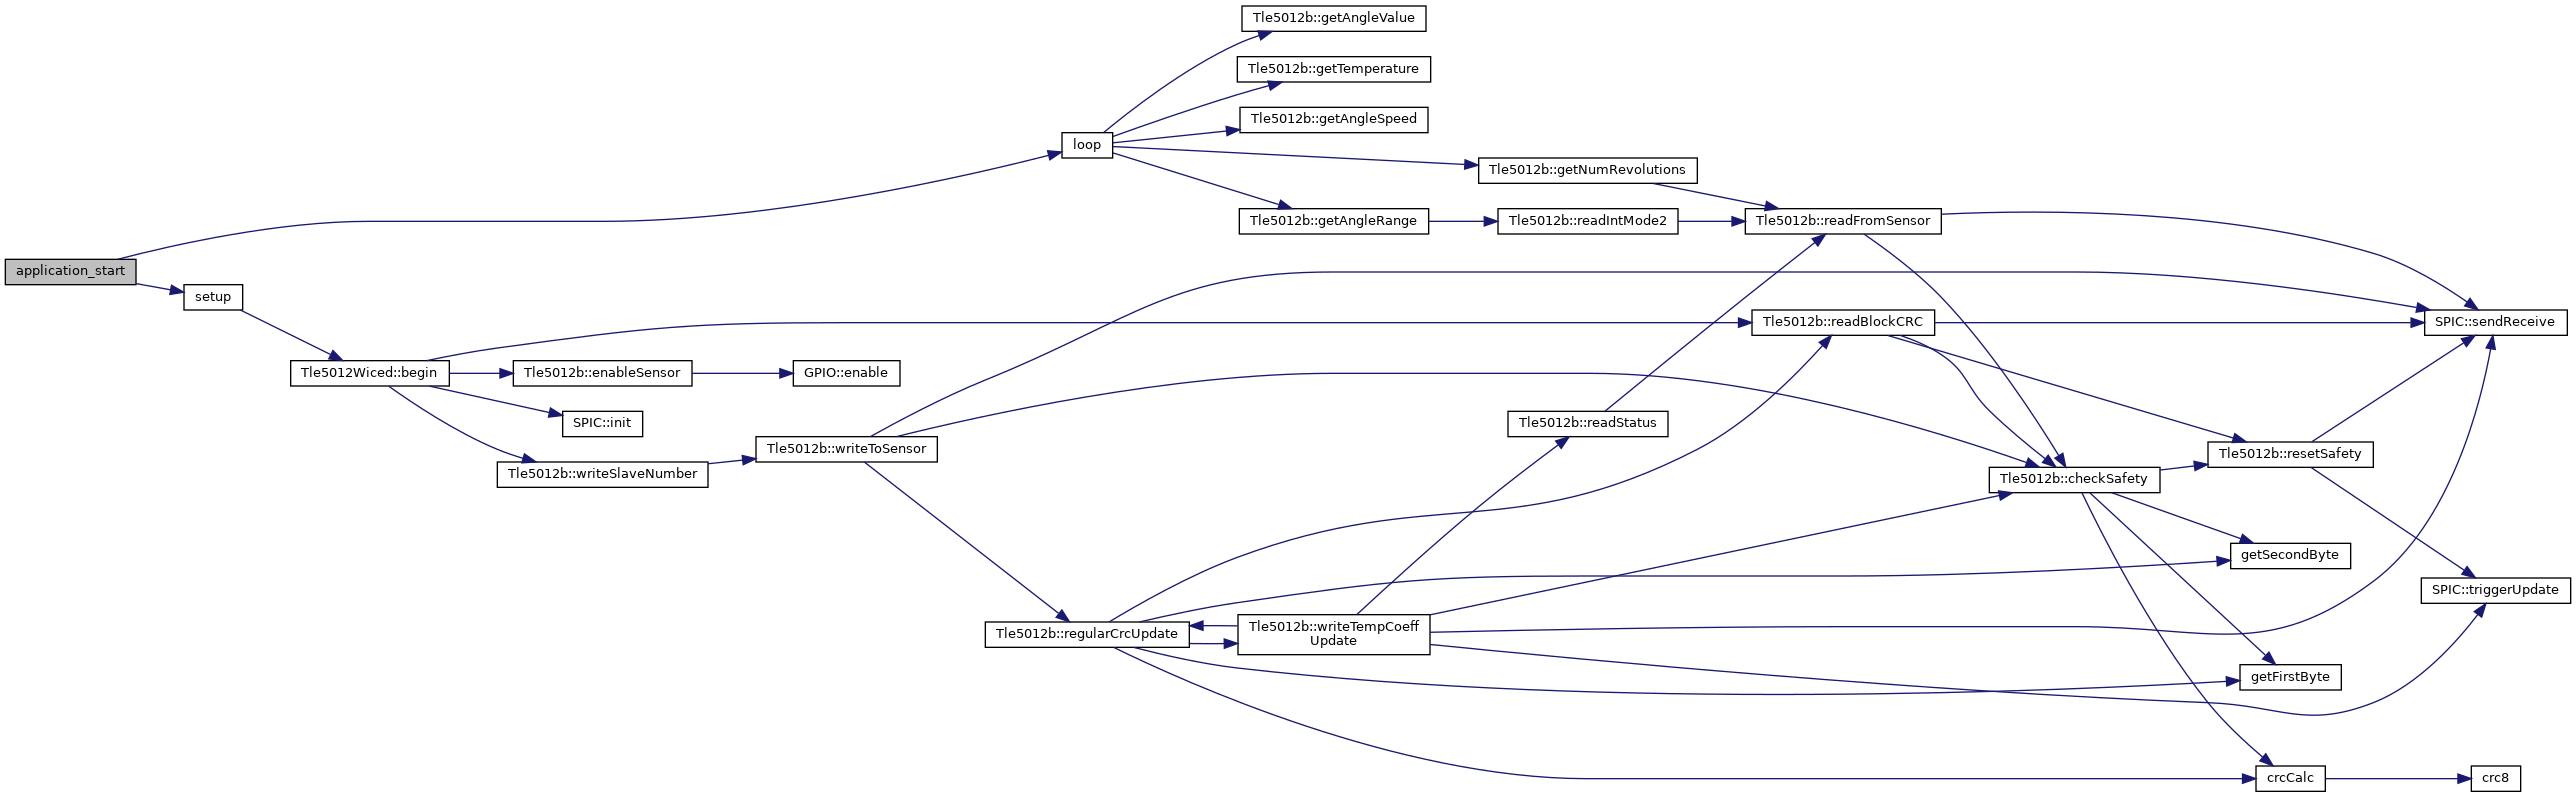 Tle5012b::getAngleValue
Tle5012b::getTemperature
Tle5012b::getAngleSpeed
loop
Tle5012b::getNumRevolutions
Tle5012b::getAngleRange
Tle5012b::readIntMode2
Tle5012b::readFromSensor
application_start
setup
Tle5012b::readBlockCRC
SPIC::sendReceive
Tle5012Wiced::begin
Tle5012b::enableSensor
GPIO::enable
SPIC::init
Tle5012b::readStatus
Tle5012b::writeToSensor
Tle5012b::resetSafety
Tle5012b::writeSlaveNumber
Tle5012b::checkSafety
getSecondByte
SPIC::triggerUpdate
Tle5012b::regularCrcUpdate
Tle5012b::writeTempCoeff
Update
getFirstByte
crcCalc
crc8